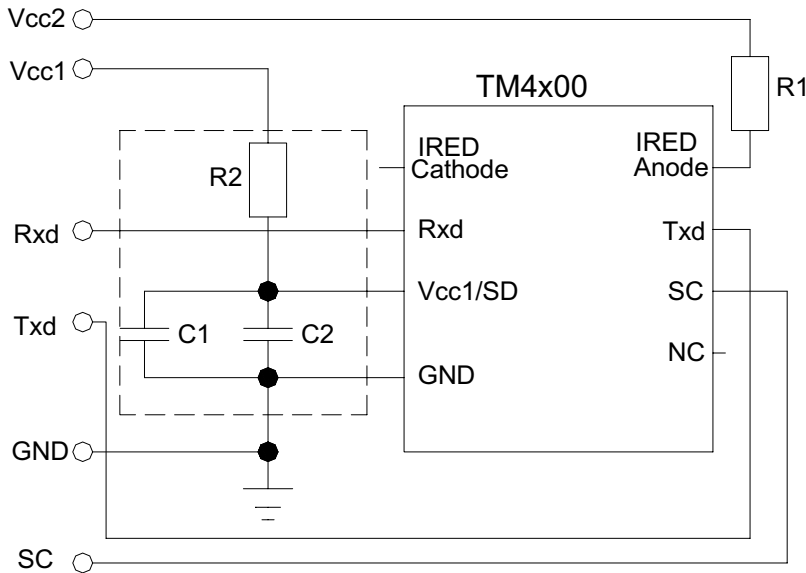 Vcc2
Vcc1
TM4x00
R1
IRED
Cathode
IRED
Anode
R2
Rxd
Rxd
Txd
Vcc1/SD
SC
Txd
C1
C2
NC
GND
GND
SC